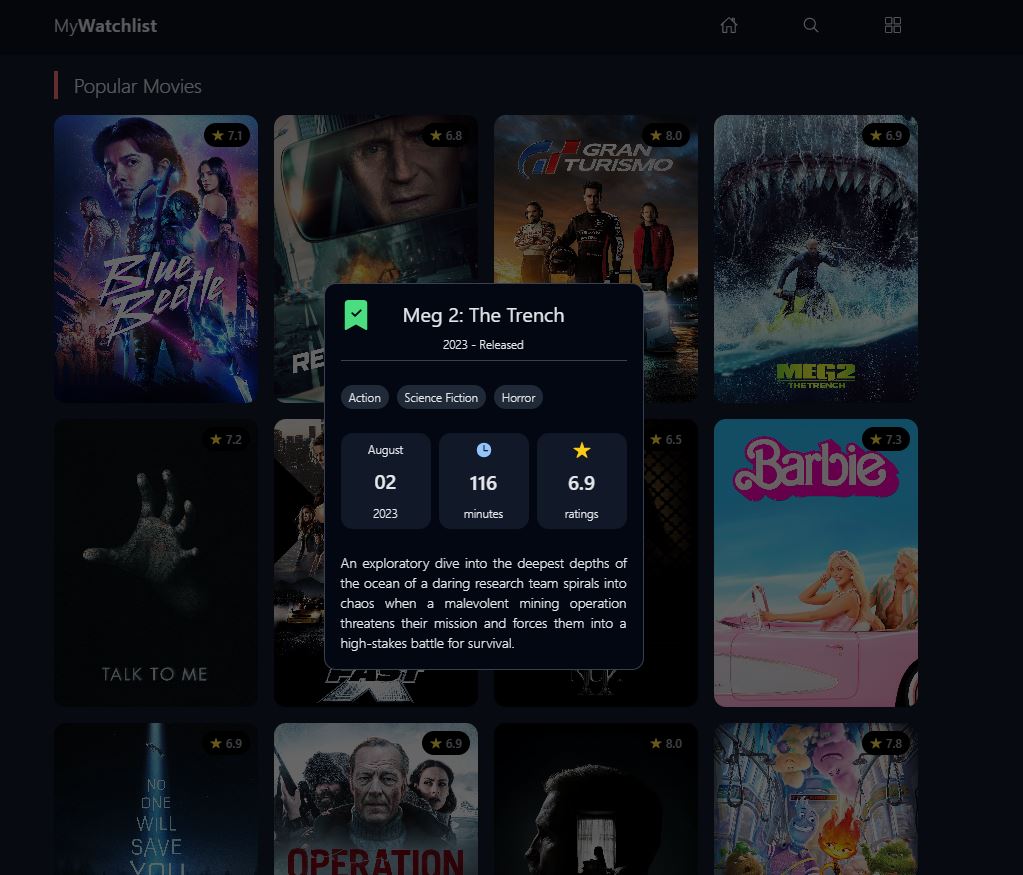 MyWatchlist
Popular Movies
7.1
6.8
8.0
6.9
GRAN
TURISMO
Blue
Beetle
RE
MEG2
THE TRENCH
Meg 2: The Trench
2023 - Released
Action
Science Fiction
Horror
August
02
2023
116
minutes
6.9
ratings
An exploratory dive into the deepest depths of
the ocean of a daring research team spirals into
chaos when a malevolent mining operation
threatens their mission and forces them into a
high-stakes battle for survival.
7.2
6.5
7.3
Barbie
TALK TO ME
FAST
X
6.9
6.9
8.0
7.8
NO
ONE
WILL
SAVE
YOU
OPERATION